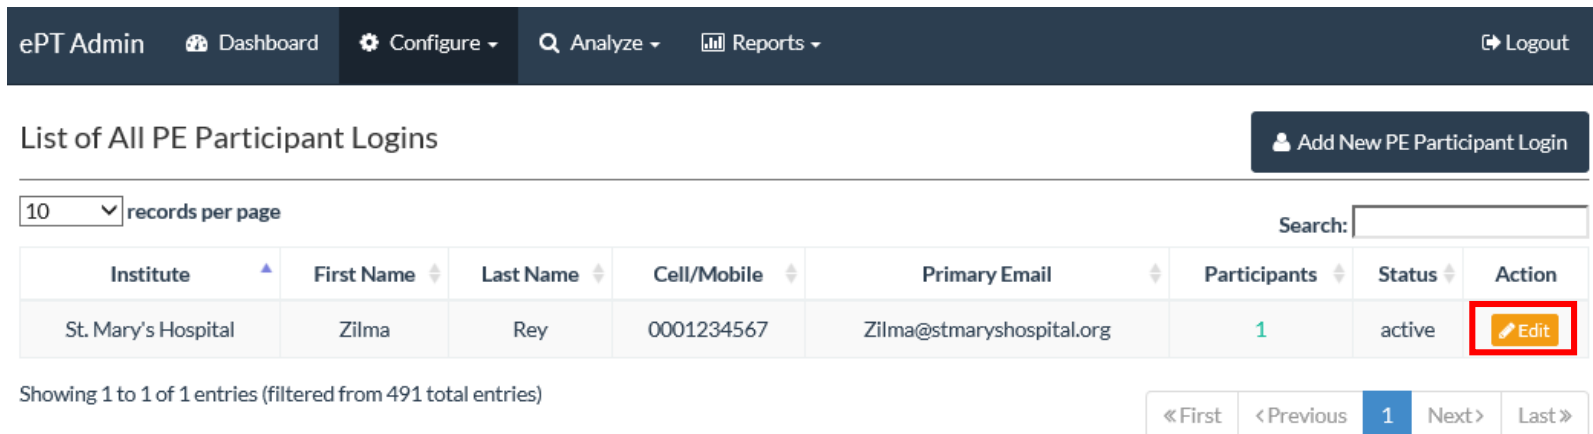 ePT Admin Dashboard Configure Analyze Reports Logout
List of All PE Participant Logins
Add New PE Participant Login
10 records per page
Search:
Institute First Name Last Name Cell/Mobile Primary Email Participants Status Action
St. Mary's Hospital Zilma Rey 0001234567 Zilma@stmaryshospital.org 1 active Edit
Showing 1 to 1 of 1 entries (filtered from 491 total entries)
«First <Previous 1 Next> Last»